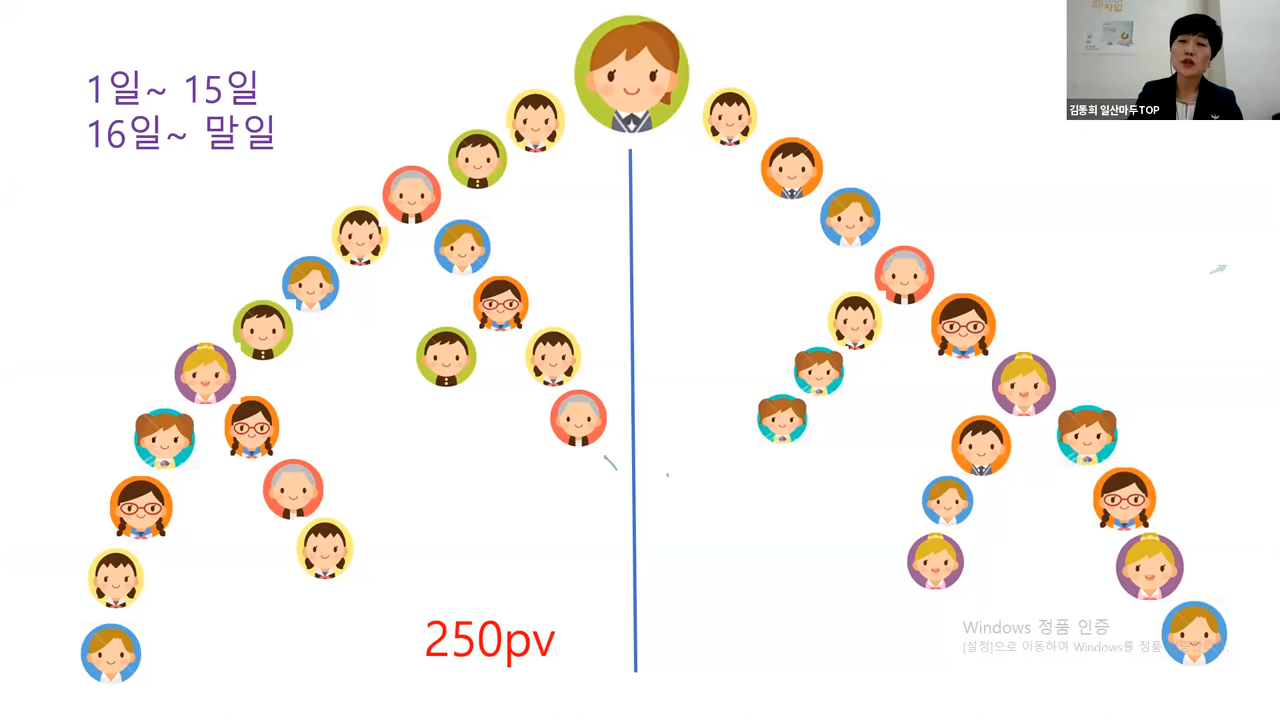 1일~ 15일
16일~ 말일
자임
김동희 일산마두TOP
250pv
Windows 정품 인증
[설정]으로 이동하여 Windows를 정품